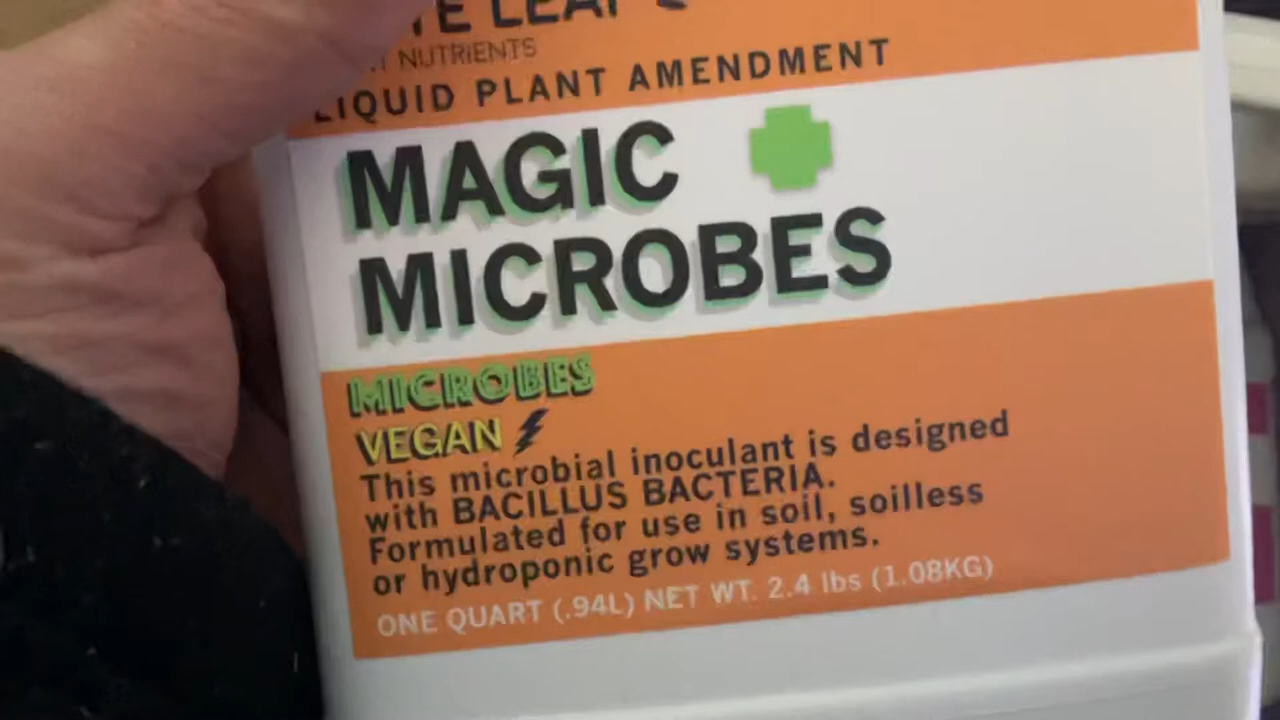 LEAF
NUTRIENTS
LIQUID PLANT AMENDMENT
MAGIC
MICROBES
MICROBES
VEGAN
This microbial inoculant is designed
with BACILLUS BACTERIA.
Formulated for use in soil, soilless
or hydroponic grow systems.
ONE QUART (.94L) NET WT. 2.4 lbs (1.08KG)